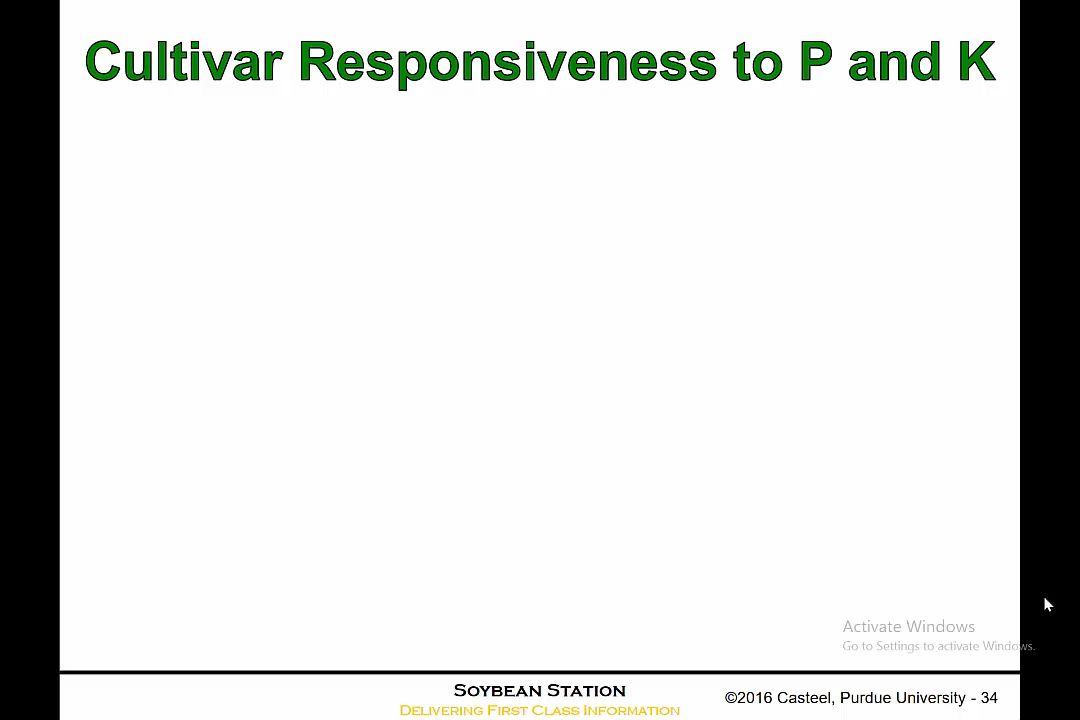 Cultivar Responsiveness to P and K
Activate Windows
Go to Settings to activate Windows.
SOYBEAN STATION
DELIVERING FIRST CLASS INFORMATION
©2016 Casteel, Purdue University - 34